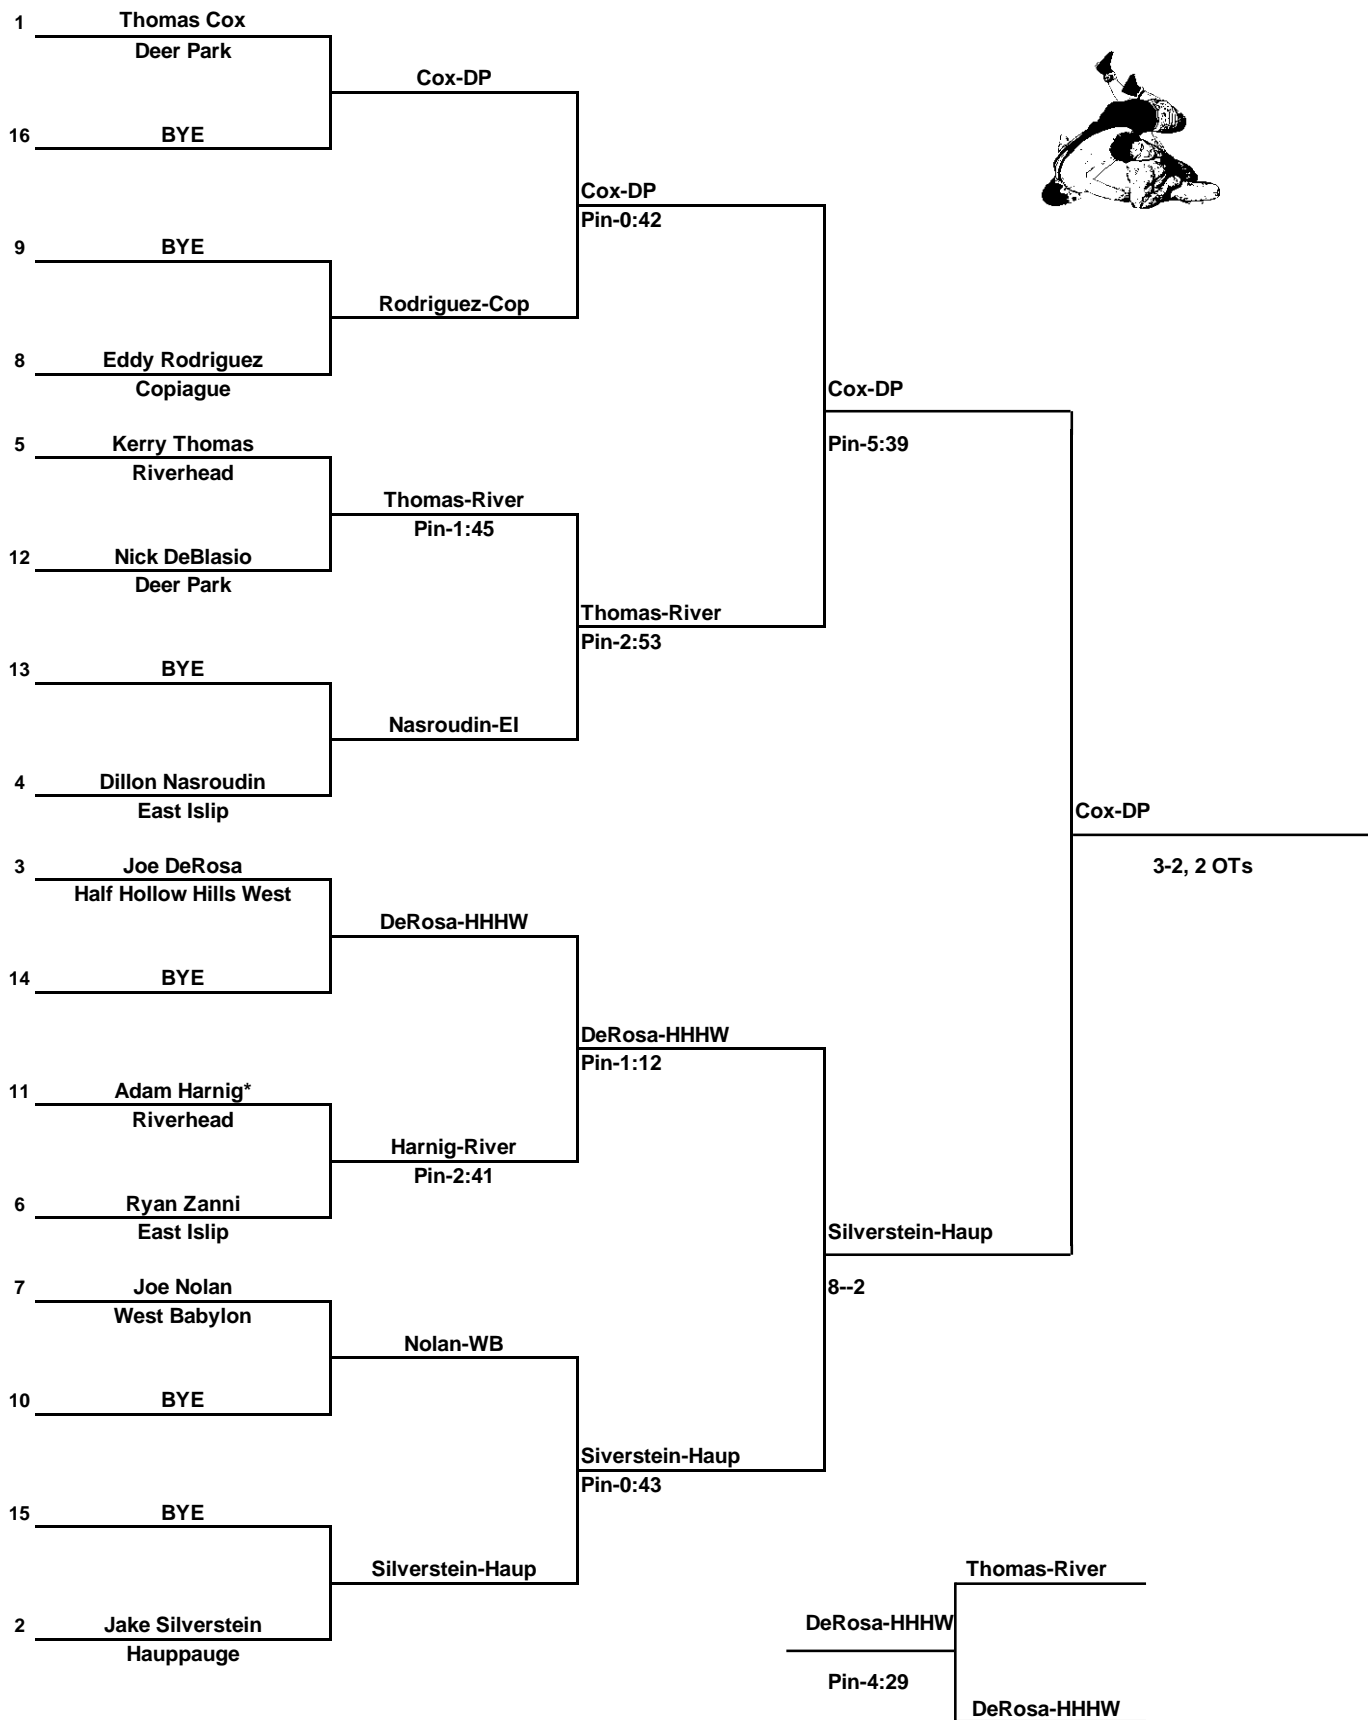 1 Thomas Cox
Deer Park
Cox-DP
16 BYE
Cox-DP
Pin-0:42
9 BYE
Rodriguez-Cop
8 Eddy Rodriguez
Copiague
Cox-DP
Pin-5:39
5 Kerry Thomas
Riverhead
Thomas-River
Pin-1:45
12 Nick DeBlasio
Deer Park
Thomas-River
Pin-2:53
13 BYE
Nasroudin-EI
4 Dillon Nasroudin
East Islip
Cox-DP
3-2, 2 OTs
3 Joe DeRosa
Half Hollow Hills West
DeRosa-HHHW
14 BYE
DeRosa-HHHW
Pin-1:12
11 Adam Harnig*
Riverhead
Harnig-River
Pin-2:41
6 Ryan Zanni
East Islip
Silverstein-Haup
8--2
7 Joe Nolan
West Babylon
Nolan-WB
10 BYE
Siverstein-Haup
Pin-0:43
15 BYE
Silverstein-Haup
2 Jake Silverstein
Hauppauge
Thomas-River
DeRosa-HHHW
Pin-4:29
DeRosa-HHHW